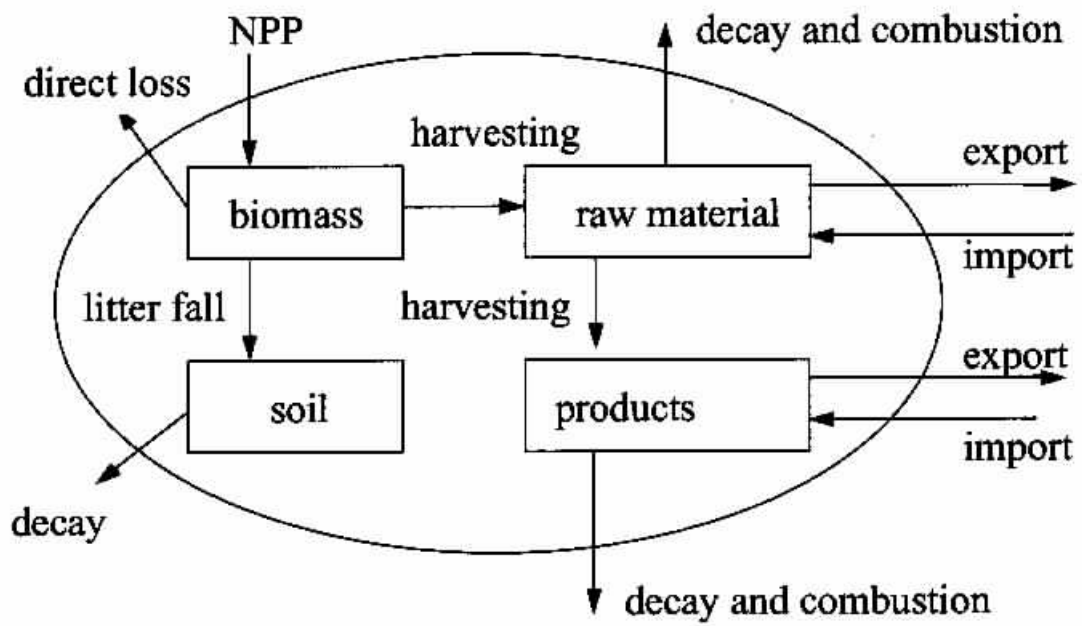 NPP
decay and combustion
direct loss
harvesting
export
biomass
raw material
import
litter fall
harvesting
export
soil
products
import
decay
decay and combustion